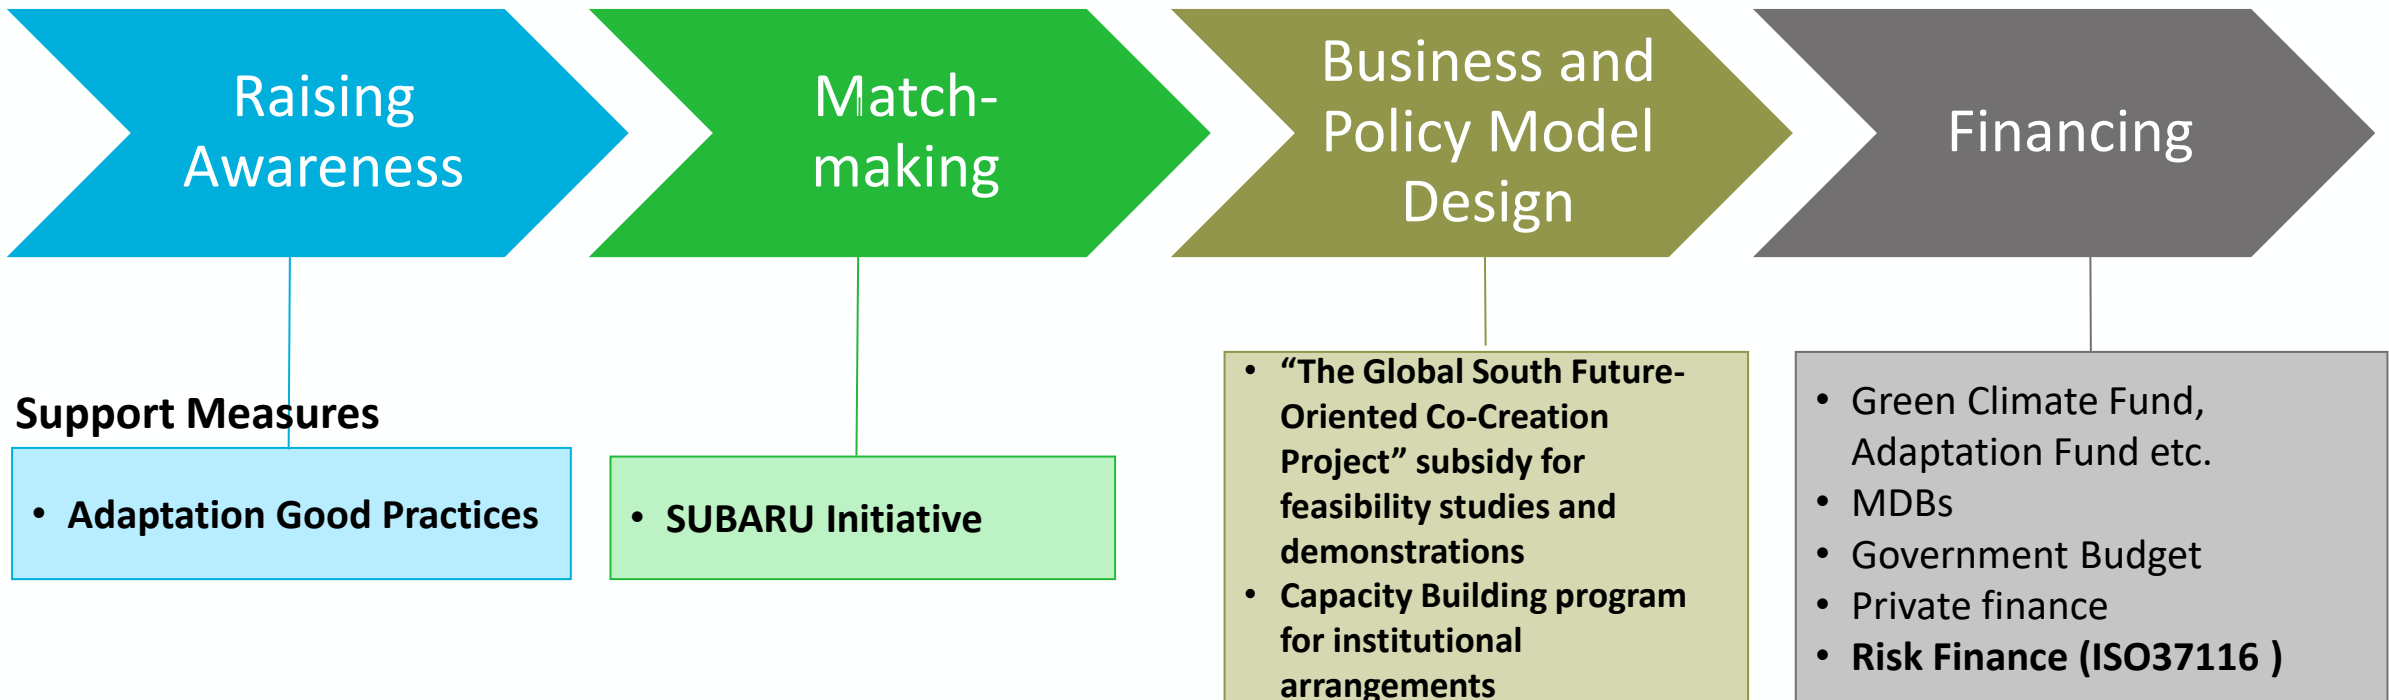 Raising
Awareness
Match-
making
Business and
Policy Model
Design
Financing
Support Measures
• Adaptation Good Practices
• SUBARU Initiative
• “The Global South Future-
Oriented Co-Creation
Project” subsidy for
feasibility studies and
demonstrations
• Capacity Building program
for institutional
arrangements
• Green Climate Fund,
Adaptation Fund etc.
• MDBs
• Government Budget
• Private finance
• Risk Finance (ISO37116 )